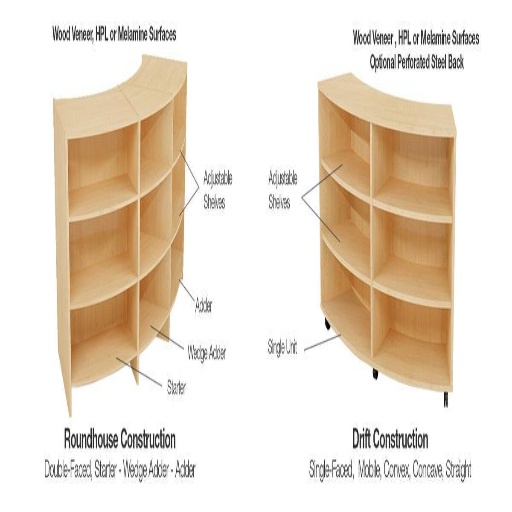 Wood Veneer, HPL or Melamine Surfaces
Adjustable
Shelves
Adder
Wedge Adder
Starter
Roundhouse Construction
Double-Faced, Starter - Wedge Adder - Adder
Wood Veneer , HPL or Melamine Surfaces
Optional Perforated Steel Back
Adjustable
Shelves
Single Unit
Drift Construction
Single-Faced, Mobile, Convex, Concave, Straight